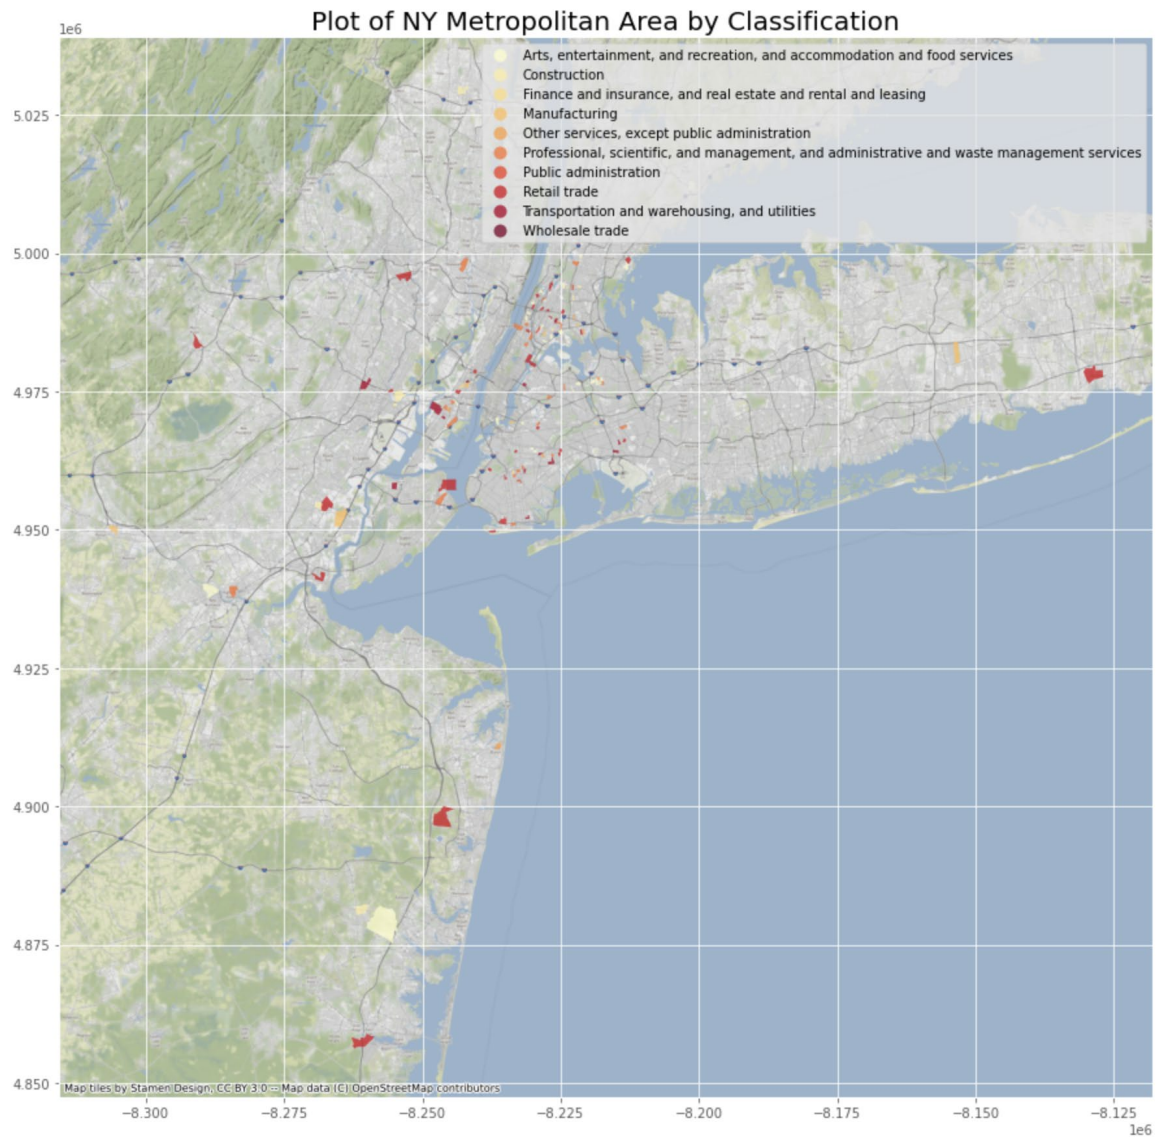 Plot of NY Metropolitan Area by Classification
1e6
Arts, entertainment, and recreation, and accommodation and food services
Construction
Finance and insurance, and real estate and rental and leasing
Manufacturing
Other services, except public administration
Professional, scientific, and management, and administrative and waste management services
Public administration
Retail trade
Transportation and warehousing, and utilities
Wholesale trade
5.025
5.000
4.975
4.950
4.925
4.900
4.875
4.850
Map tiles by Stamen Design, CC BY 3.0 -- Map data (C) OpenStreetMap contributors
−8.300 −8.275 −8.250 −8.225 −8.200 −8.175 −8.150 −8.125
1e6